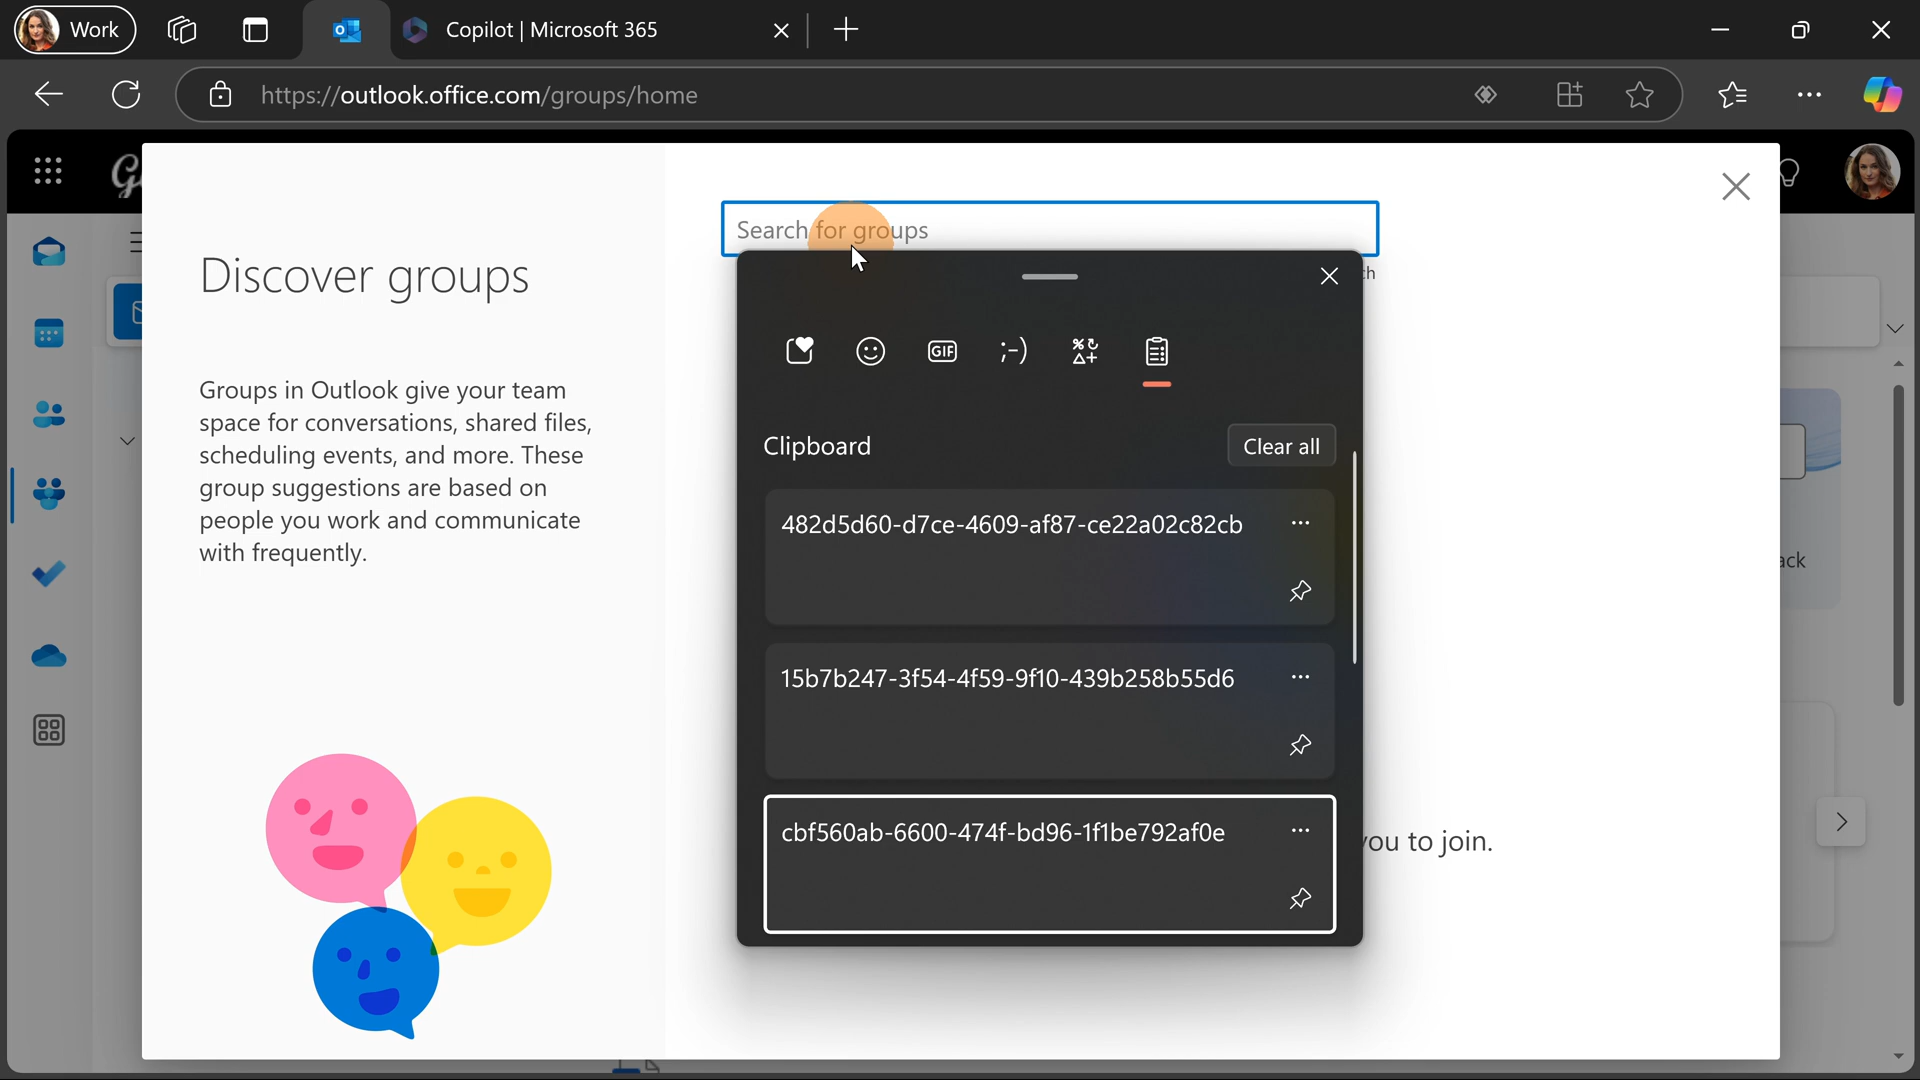 Work
Copilot | Microsoft 365
https://outlook.office.com/groups/home
Search for groups
Discover groups
Groups in Outlook give your team
space for conversations, shared files,
scheduling events, and more. These
group suggestions are based on
people you work and communicate
with frequently.
GIF
;-)
Clipboard
Clear all
482d5d60-d7ce-4609-af87-ce22a02c82cb
15b7b247-3f54-4f59-9f10-439b258b55d6
cbf560ab-6600-474f-bd96-1f1be792af0e
you to join.